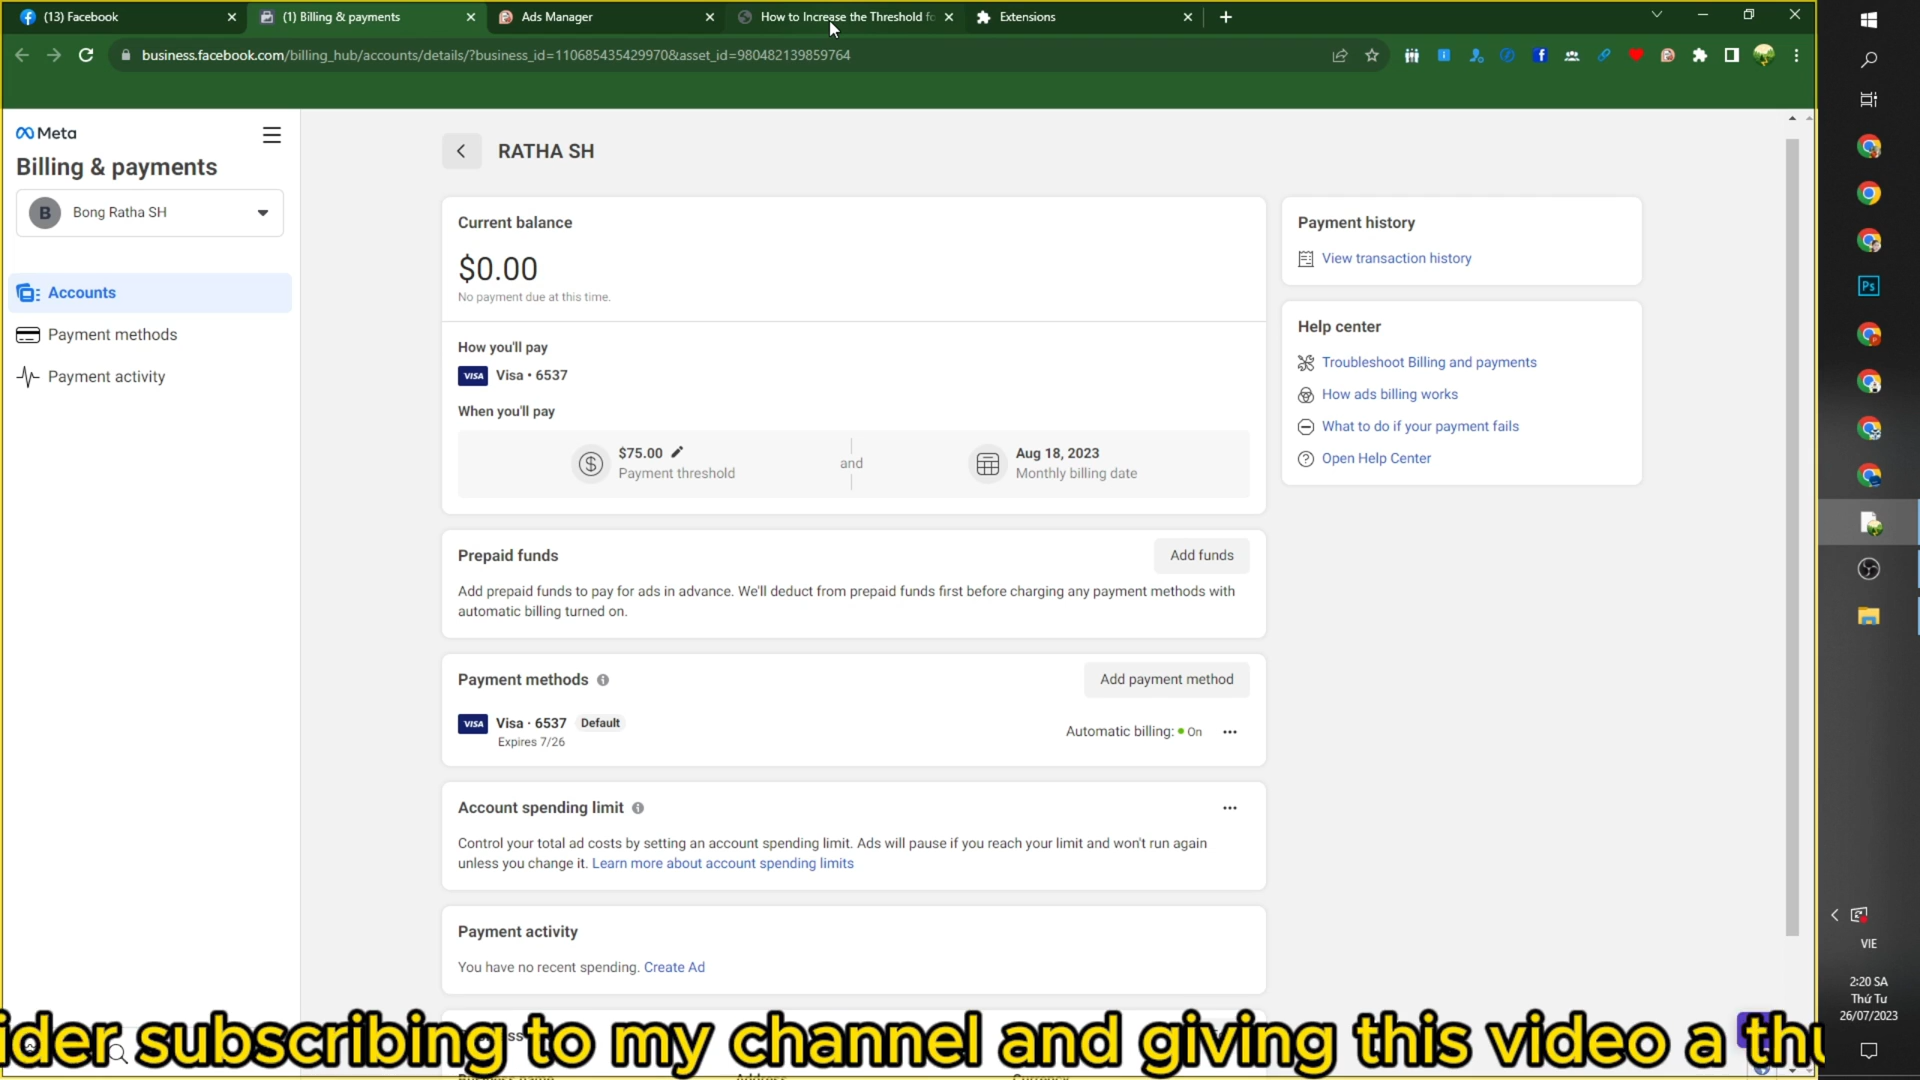 (13) Facebook
(1) Billing & payments
Ads Manager
How to Increase the Threshold fo
Extensions
business.facebook.com/billing_hub/accounts/details/?business_id=110685435429970&asset_id=980482139859764
Meta
Billing & payments
B
Bong Ratha SH
Accounts
Payment methods
Payment activity
RATHA SH
Current balance
$0.00
No payment due at this time.
How you'll pay
VISA
Visa • 6537
When you'll pay
$75.00
Payment threshold
and
Aug 18, 2023
Monthly billing date
Prepaid funds
Add funds
Add prepaid funds to pay for ads in advance. We'll deduct from prepaid funds first before charging any payment methods with
automatic billing turned on.
Payment methods
Add payment method
VISA
Visa · 6537
Default
Expires 7/26
Automatic billing: On
Account spending limit
Control your total ad costs by setting an account spending limit. Ads will pause if you reach your limit and won't run again
unless you change it. Learn more about account spending limits
Payment activity
You have no recent spending. Create Ad
Payment history
View transaction history
Help center
Troubleshoot Billing and payments
How ads billing works
What to do if your payment fails
Open Help Center
Ps
VIE
2:20 SA
Thứ Tư
26/07/2023
ider subscribing to my channel and giving this video a thu
Business name
Address
Currency